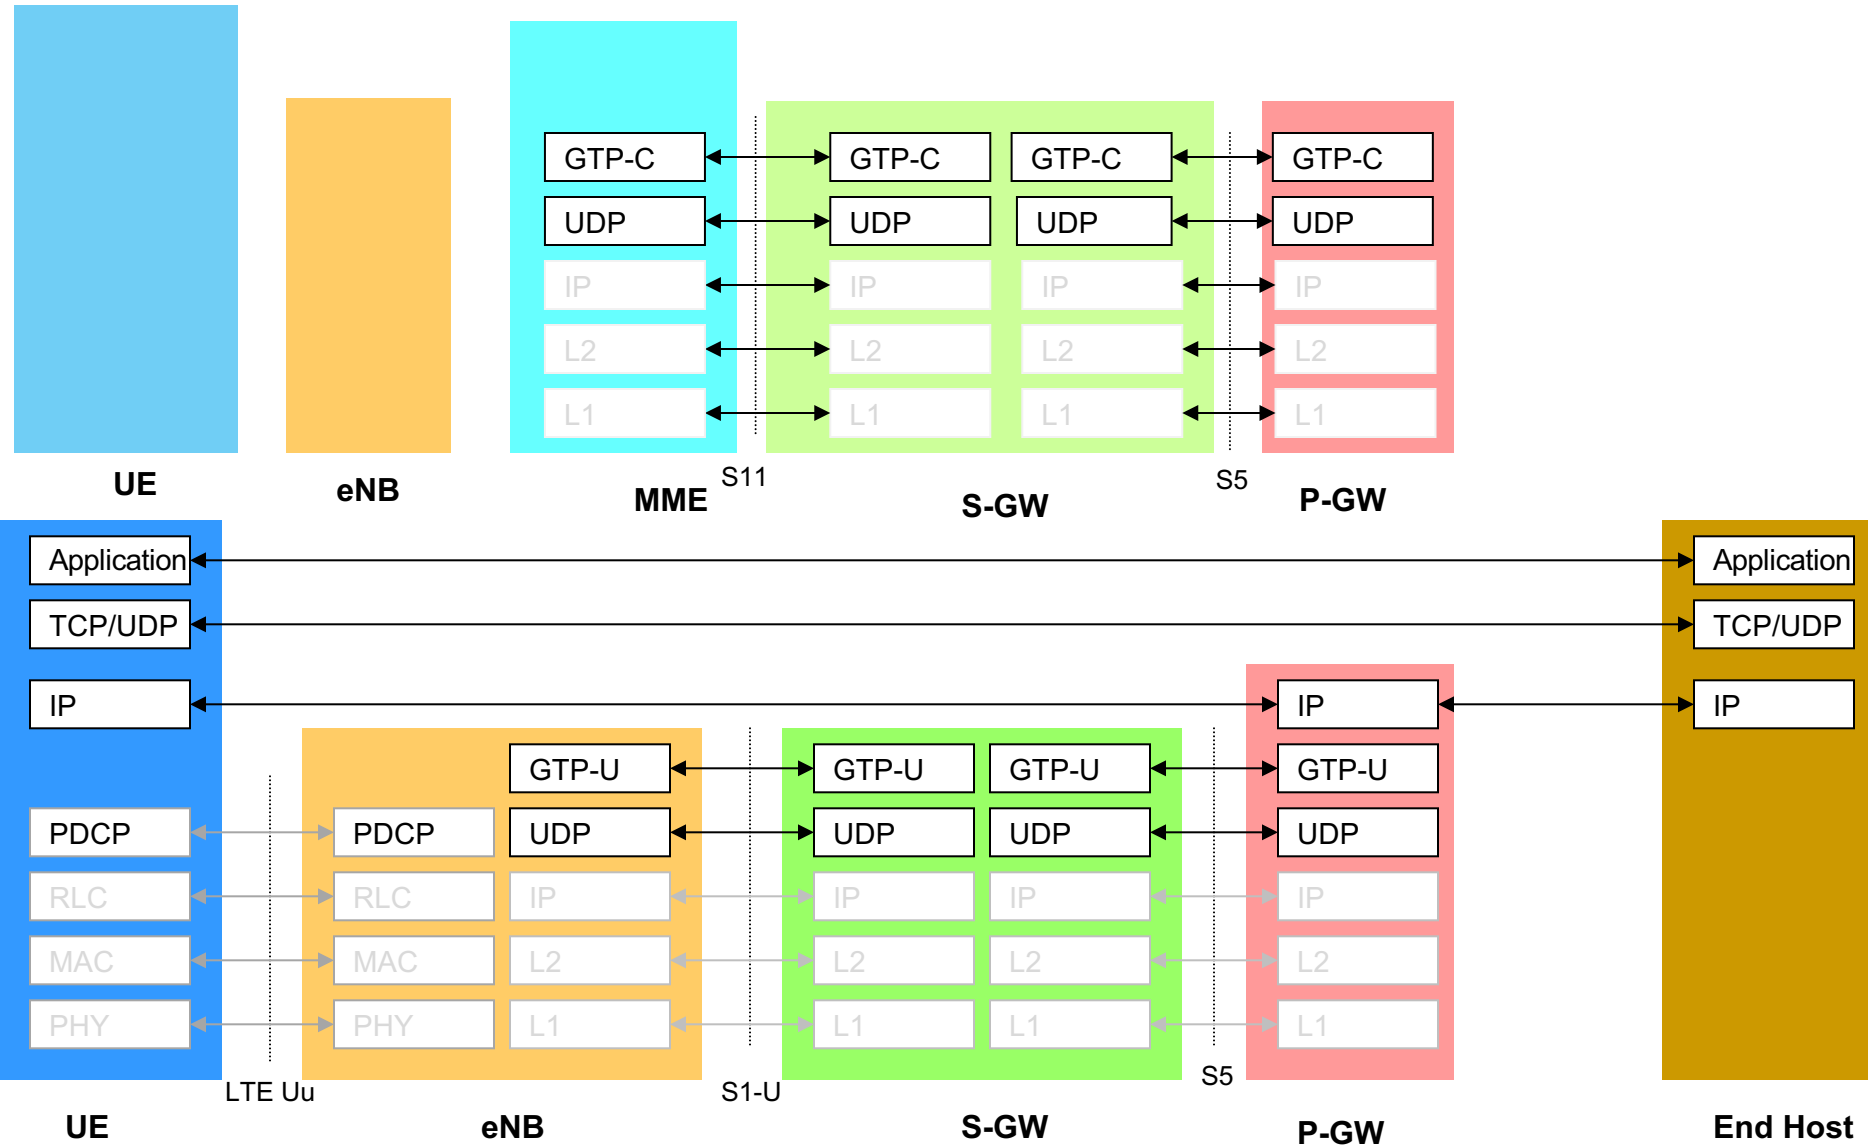 GTP-C GTP-C GTP-C GTP-C
UDP UDP UDP UDP
IP IP IP IP
L2 L2 L2 L2
L1 L1 L1 L1
UE eNB MME S11 S-GW S5 P-GW
Application Application
TCP/UDP TCP/UDP
IP IP IP
GTP-U GTP-U GTP-U GTP-U
PDCP PDCP UDP UDP UDP UDP
RLC RLC IP IP IP IP
MAC MAC L2 L2 L2 L2
PHY PHY L1 L1 L1 L1
LTE Uu S1-U S5
UE eNB S-GW P-GW End Host